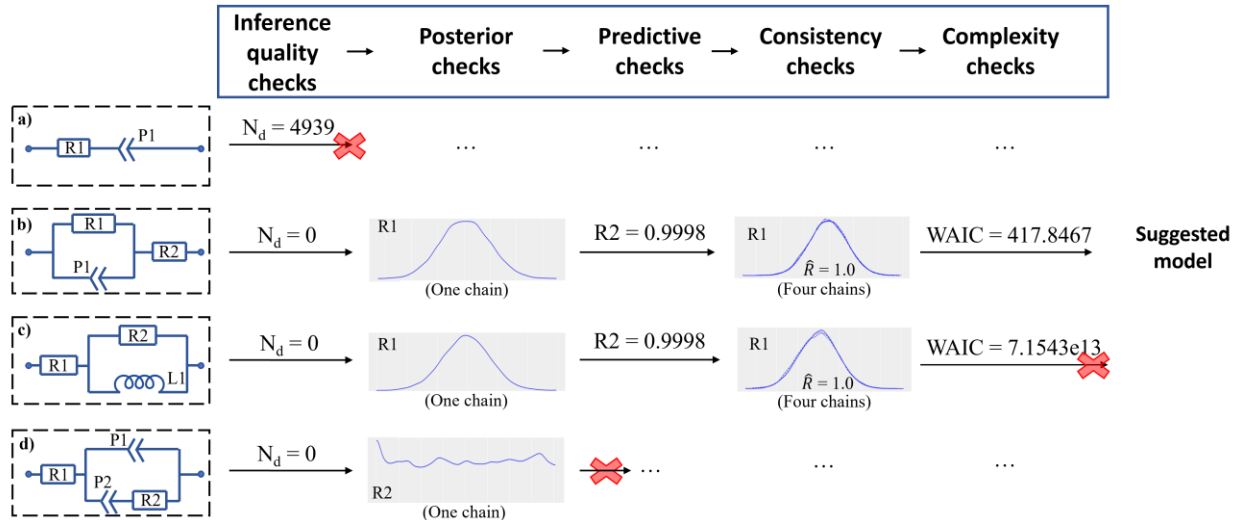 Inference
quality
checks
Posterior
checks
Predictive
checks
Consistency
checks
Complexity
checks
a)
R1
P1
N_d = 4939
...
...
...
...
b)
R1
P1
R2
N_d = 0
R1
(One chain)
R2 = 0.9998
R1
R̂ = 1.0
(Four chains)
WAIC = 417.8467
Suggested
model
c)
R1
R2
L1
N_d = 0
R1
(One chain)
R2 = 0.9998
R1
R̂ = 1.0
(Four chains)
WAIC = 7.1543e13
d)
R1
P1
P2
R2
N_d = 0
R2
(One chain)
...
...
...